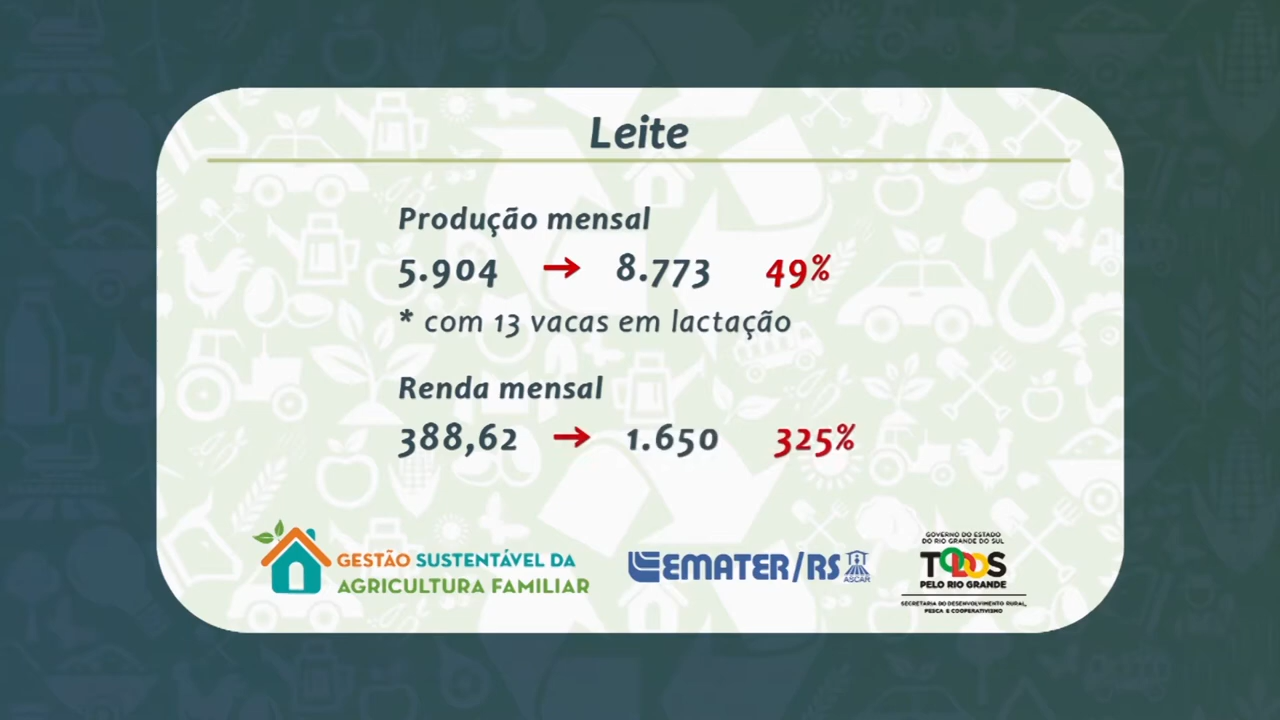 Leite
Produção mensal
5.904 → 8.773 49%
* com 13 vacas em lactação
Renda mensal
388,62 → 1.650 325%
GESTÃO SUSTENTÁVEL DA
AGRICULTURA FAMILIAR
EMATER/RS
ASCAR
GOVERNO DO ESTADO
DO RIO GRANDE DO SUL
TODOS
PELO RIO GRANDE
SECRETARIA DO DESENVOLVIMENTO RURAL,
PESCA E COOPERATIVISMO